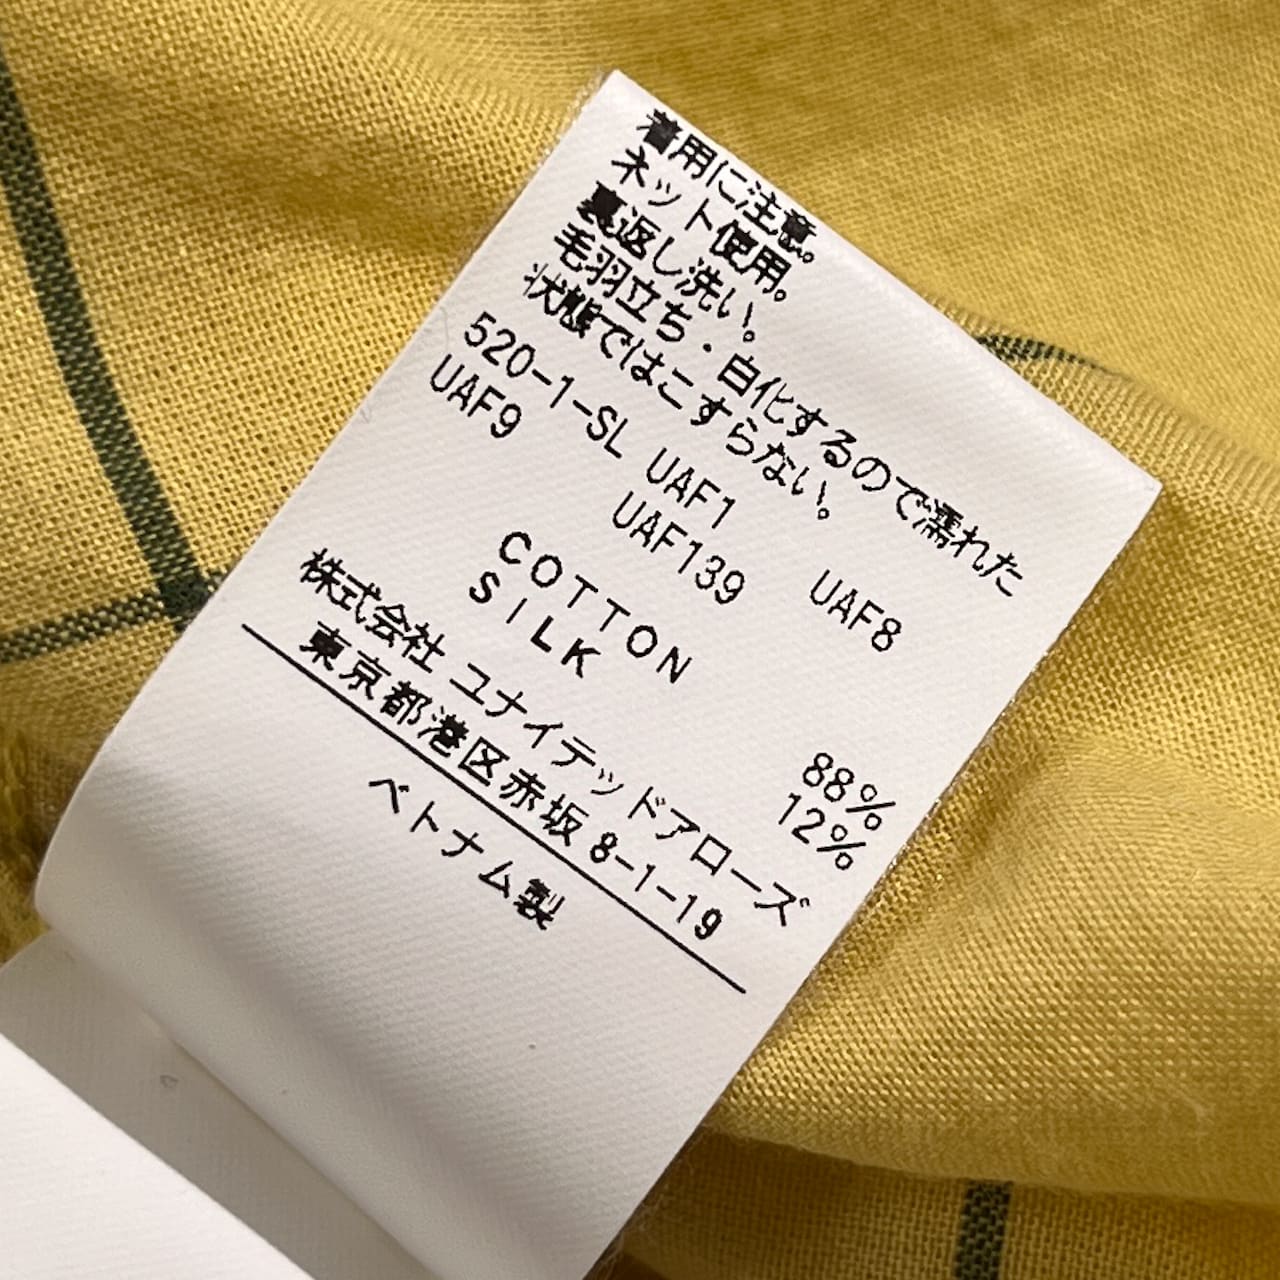 着用に注意。
ネット使用。
裏返し洗い。
毛羽立ち・白化するので濡れた
状態ではこすらない。
520-1-SL UAF1 UAF8
UAF9 UAF139
COTTON 88%
SILK 12%
株式会社 ユナイテッドアローズ
東京都港区赤坂 8-1-19
ベトナム製